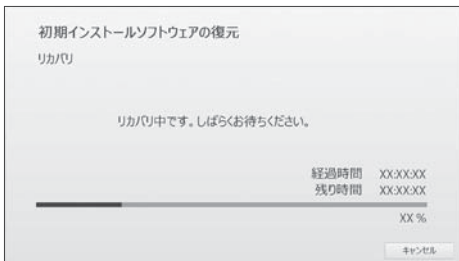 初期インストールソフトウェアの復元
リカバリ
リカバリ中です。しばらくお待ちください。
経過時間 XX:XX:XX
残り時間 XX:XX:XX
XX %
キャンセル